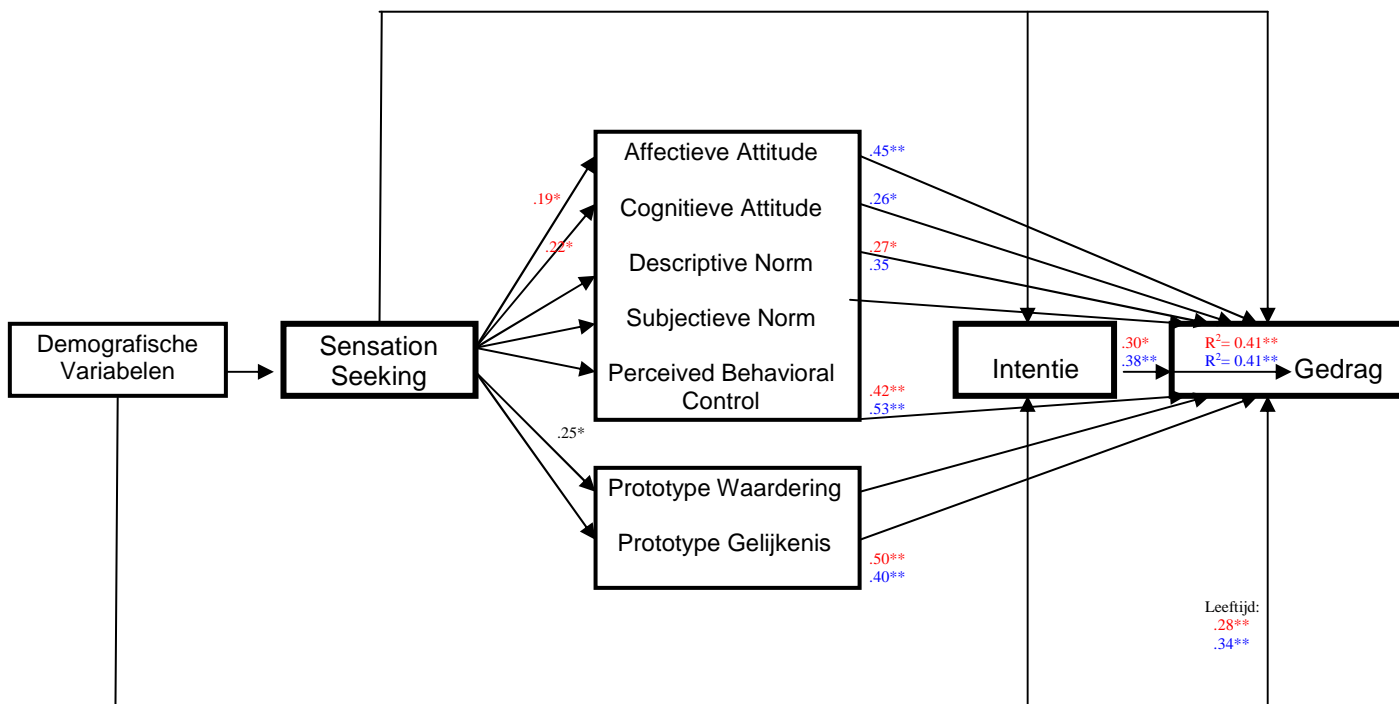 Demografische
Variabelen
Sensation
Seeking
.19*
.22*
.25*
Affectieve Attitude
Cognitieve Attitude
Descriptive Norm
Subjectieve Norm
Perceived Behavioral
Control
Prototype Waardering
Prototype Gelijkenis
.45**
.26*
.27*
.35
.42**
.53**
.50**
.40**
Intentie
.30*
.38**
R²= 0.41**
R²= 0.41**
Gedrag
Leeftijd:
.28**
.34**